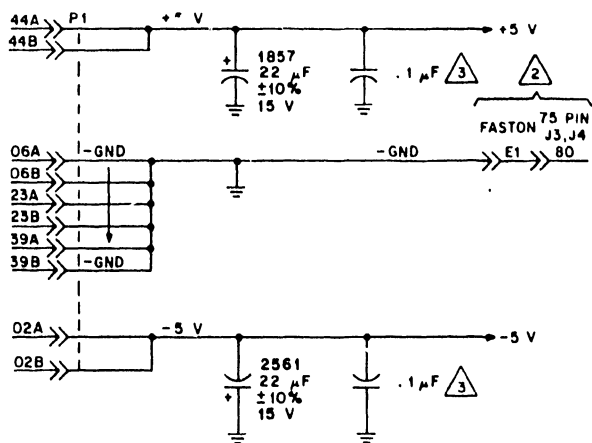 44A P1 + V +5 V
44B
+ 1857
22 µF
±10%
15 V
.1 µF 3
2
FASTON 75 PIN
J3,J4
06A -GND -GND E1 80
06B
23A
23B
39A
39B -GND
02A -5 V -5 V
02B
2561
22 µF
±10%
+ 15 V
.1 µF 3